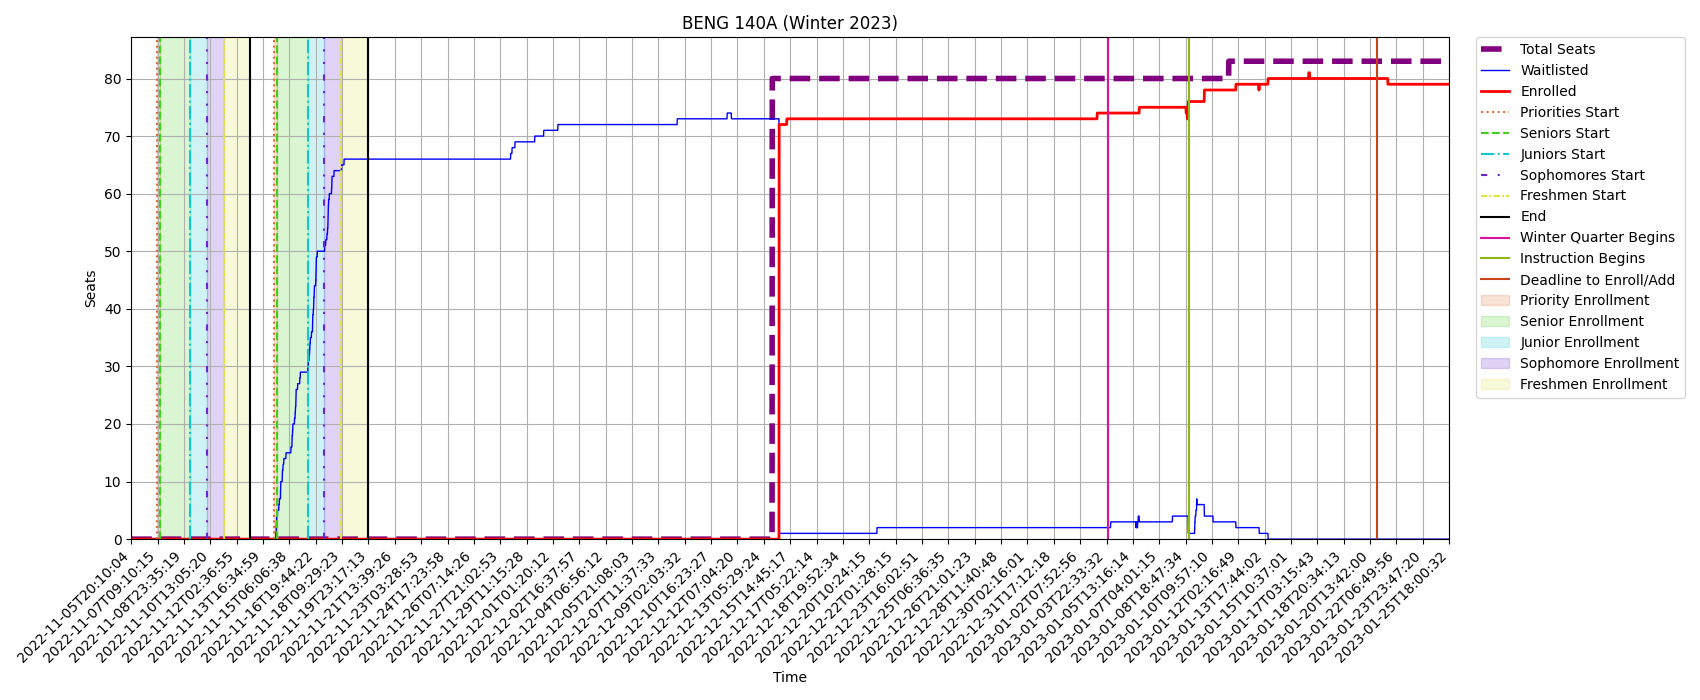 BENG 140A (Winter 2023)
Seats
80
70
60
50
40
30
20
10
0
2022-11-05T20:10:04
2022-11-07T09:10:15
2022-11-08T23:35:19
2022-11-10T13:05:20
2022-11-12T02:36:55
2022-11-13T16:34:59
2022-11-15T06:06:38
2022-11-16T19:44:22
2022-11-18T09:29:23
2022-11-19T23:17:13
2022-11-21T13:39:26
2022-11-23T03:28:53
2022-11-24T17:23:58
2022-11-26T07:14:26
2022-11-27T21:02:53
2022-11-29T11:15:28
2022-12-01T01:20:12
2022-12-02T16:37:57
2022-12-04T06:56:12
2022-12-05T21:08:03
2022-12-07T11:37:33
2022-12-09T02:03:32
2022-12-10T16:23:27
2022-12-12T07:04:20
2022-12-13T05:29:24
2022-12-15T14:45:17
2022-12-17T05:22:14
2022-12-18T19:52:34
2022-12-20T10:24:15
2022-12-22T01:28:15
2022-12-23T16:02:51
2022-12-25T06:36:35
2022-12-26T21:01:23
2022-12-28T11:40:48
2022-12-30T02:16:01
2022-12-31T17:12:18
2023-01-02T07:52:56
2023-01-03T22:33:32
2023-01-05T13:16:14
2023-01-07T04:01:15
2023-01-08T18:47:34
2023-01-10T09:57:10
2023-01-12T02:16:49
2023-01-13T17:44:02
2023-01-15T10:37:01
2023-01-17T03:15:43
2023-01-18T20:34:13
2023-01-20T13:42:00
2023-01-22T06:49:56
2023-01-23T23:47:20
2023-01-25T18:00:32
Time
Total Seats
Waitlisted
Enrolled
Priorities Start
Seniors Start
Juniors Start
Sophomores Start
Freshmen Start
End
Winter Quarter Begins
Instruction Begins
Deadline to Enroll/Add
Priority Enrollment
Senior Enrollment
Junior Enrollment
Sophomore Enrollment
Freshmen Enrollment